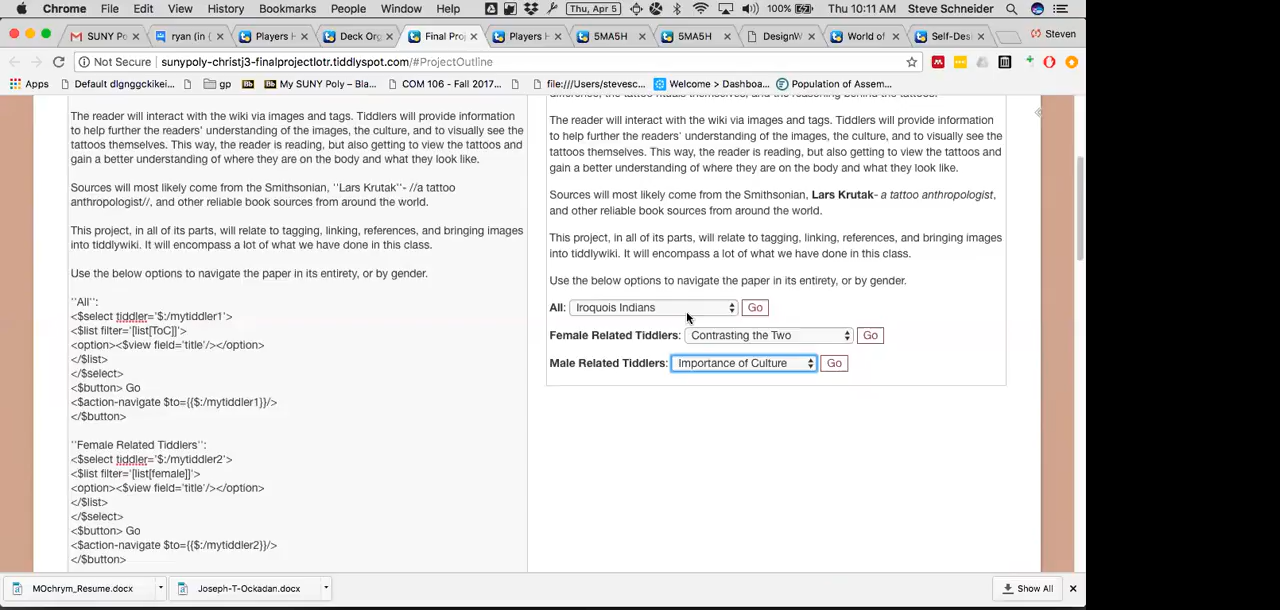 Chrome File Edit View History Bookmarks People Window Help Thu, Apr 5 100% Thu 10:11 AM Steve Schneider
SUNY Po ryan (in ( Players H Deck Org Final Proj Players H 5MA5H 5MA5H DesignW World of Self-Des Steven
Not Secure sunypoly-christj3-finalprojectlotr.tiddlyspot.com/#ProjectOutline
Apps Default dlgnggckikei... gp My SUNY Poly – Bla... COM 106 - Fall 2017... file:///Users/stevesc... Welcome > Dashboa... Population of Assem...
The reader will interact with the wiki via images and tags. Tiddlers will provide information
to help further the readers' understanding of the images, the culture, and to visually see the
tattoos themselves. This way, the reader is reading, but also getting to view the tattoos and
gain a better understanding of where they are on the body and what they look like.
Sources will most likely come from the Smithsonian, ''Lars Krutak''- //a tattoo
anthropologist//, and other reliable book sources from around the world.
This project, in all of its parts, will relate to tagging, linking, references, and bringing images
into tiddlywiki. It will encompass a lot of what we have done in this class.
Use the below options to navigate the paper in its entirety, or by gender.
''All'':
<$select tiddler='$:/mytiddler1'>
<$list filter='[list[ToC]]'>
<option><$view field='title'/></option>
</$list>
</$select>
<$button> Go
<$action-navigate $to={{$:/mytiddler1}}/>
</$button>
''Female Related Tiddlers'':
<$select tiddler='$:/mytiddler2'>
<$list filter='[list[female]]'>
<option><$view field='title'/></option>
</$list>
</$select>
<$button> Go
<$action-navigate $to={{$:/mytiddler2}}/>
</$button>
difference, the tattoo rituals themselves, and the reasoning behind the tattoos.
The reader will interact with the wiki via images and tags. Tiddlers will provide information
to help further the readers' understanding of the images, the culture, and to visually see the
tattoos themselves. This way, the reader is reading, but also getting to view the tattoos and
gain a better understanding of where they are on the body and what they look like.
Sources will most likely come from the Smithsonian, Lars Krutak- a tattoo anthropologist,
and other reliable book sources from around the world.
This project, in all of its parts, will relate to tagging, linking, references, and bringing images
into tiddlywiki. It will encompass a lot of what we have done in this class.
Use the below options to navigate the paper in its entirety, or by gender.
All: Iroquois Indians Go
Female Related Tiddlers: Contrasting the Two Go
Male Related Tiddlers: Importance of Culture Go
MOchrym_Resume.docx Joseph-T-Ockadan.docx Show All